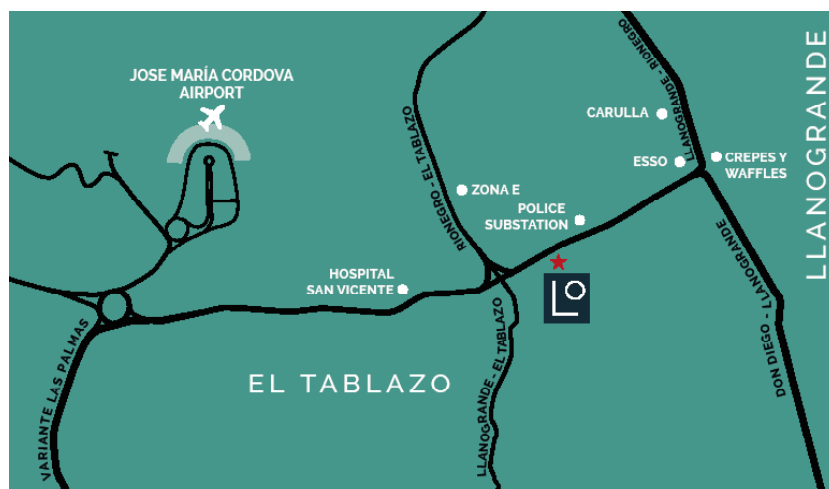 JOSE MARÍA CORDOVA
AIRPORT
LLANOGRANDE-RIONEGRO
LLANOGRANDE
CARULLA
ESSO
CREPES Y
WAFFLES
RIONEGRO - EL TABLAZO
ZONA E
POLICE
SUBSTATION
HOSPITAL
SAN VICENTE
LO
EL TABLAZO
VARIANTE LAS PALMAS
LLANOGRANDE - EL TABLAZO
DON DIEGO - LLANOGRANDE